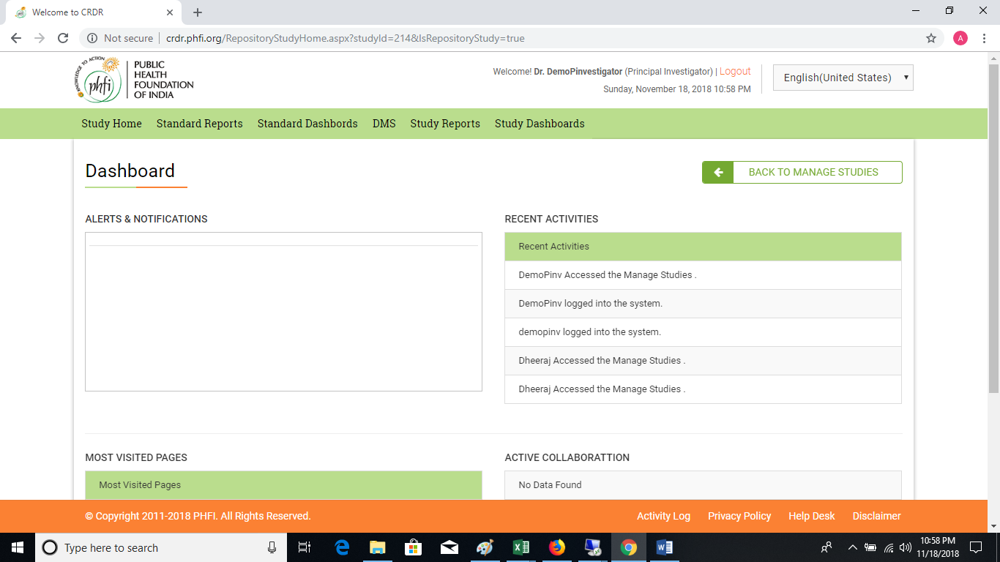 Welcome to CRDR
Not secure | crdr.phfi.org/RepositoryStudyHome.aspx?studyId=214&IsRepositoryStudy=true
A
KNOWLEDGE TO ACTION
phfi
PUBLIC
HEALTH
FOUNDATION
OF INDIA
Welcome! Dr. DemoPinvestigator (Principal Investigator) | Logout
Sunday, November 18, 2018 10:58 PM
English(United States)
Study Home Standard Reports Standard Dashbords DMS Study Reports Study Dashboards
Dashboard
BACK TO MANAGE STUDIES
ALERTS & NOTIFICATIONS
RECENT ACTIVITIES
Recent Activities
DemoPinv Accessed the Manage Studies .
DemoPinv logged into the system.
demopinv logged into the system.
Dheeraj Accessed the Manage Studies .
Dheeraj Accessed the Manage Studies .
MOST VISITED PAGES
Most Visited Pages
ACTIVE COLLABORATTION
No Data Found
© Copyright 2011-2018 PHFI. All Rights Reserved.
Activity Log Privacy Policy Help Desk Disclaimer
Type here to search
10:58 PM
11/18/2018